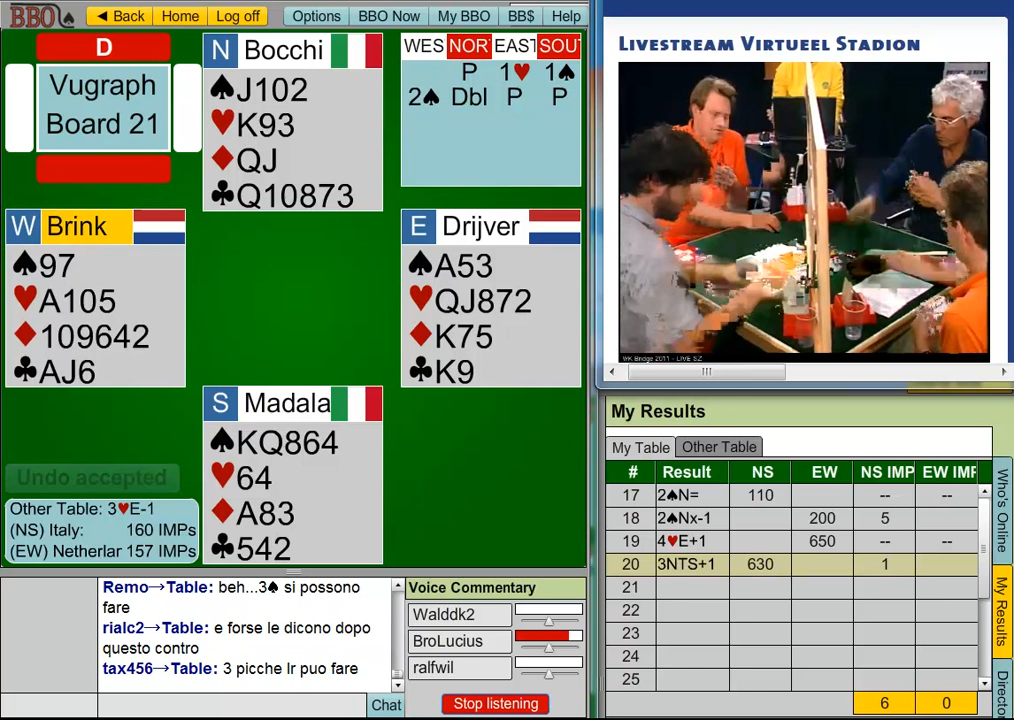 BBO
Back Home Log off Options BBO Now My BBO BB$ Help
D
Vugraph
Board 21
N Bocchi
♠J102
♥K93
♦QJ
♣Q10873
WES NOR EAST SOU
P 1♥ 1♠
2♠ Dbl P P
W Brink
♠97
♥A105
♦109642
♣AJ6
E Drijver
♠A53
♥QJ872
♦K75
♣K9
S Madala
♠KQ864
♥64
♦A83
♣542
Undo accepted
Other Table: 3♥E-1
(NS) Italy: 160 IMPs
(EW) Netherlar 157 IMPs
Remo→Table: beh...3♠ si possono
fare
rialc2→Table: e forse le dicono dopo
questo contro
tax456→Table: 3 picche lr puo fare
Chat
Voice Commentary
Walddk2
BroLucius
ralfwil
Stop listening
Livestream Virtueel Stadion
WK Bridge 2011 - LIVE SZ
My Results
My Table Other Table
# Result NS EW NS IMP EW IMF
17 2♠N= 110 -- --
18 2♠Nx-1 200 5 --
19 4♥E+1 650 -- --
20 3NTS+1 630 1
21
22
23
24
25
6 0
Who's Online
My Results
Director